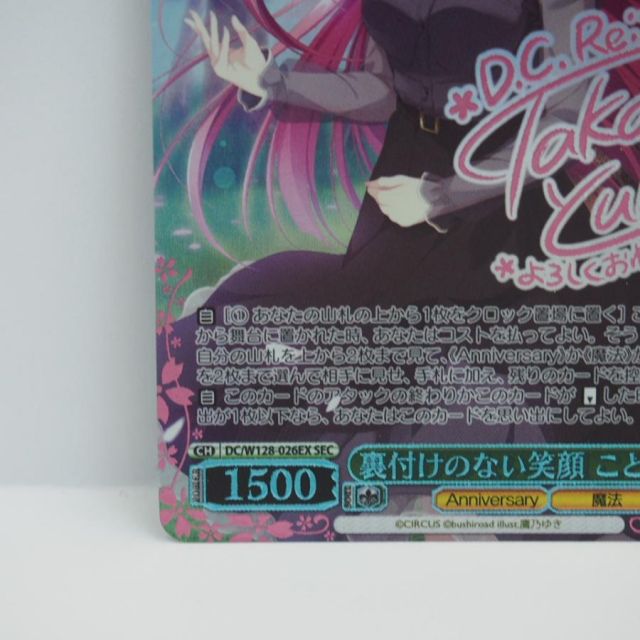 *D.C. Re:
Taka
Yu
*よろしくおね
自 [(1) あなたの山札の上から1枚をクロック置場に置く] こ
から舞台に置かれた時、あなたはコストを払ってよい。そう
自分の山札を上から2枚まで見て、《Anniversary》か《魔法》
を2枚まで選んで相手に見せ、手札に加え、残りのカードを控
自 このカードのアタックの終わりかこのカードが した時
出が1枚以下なら、あなたはこのカードを思い出にしてよい。
CH DC/W128-026EX SEC
1500
裏付けのない笑顔 こと
Anniversary 魔法
©CIRCUS ©bushiroad illust.鷹乃ゆき